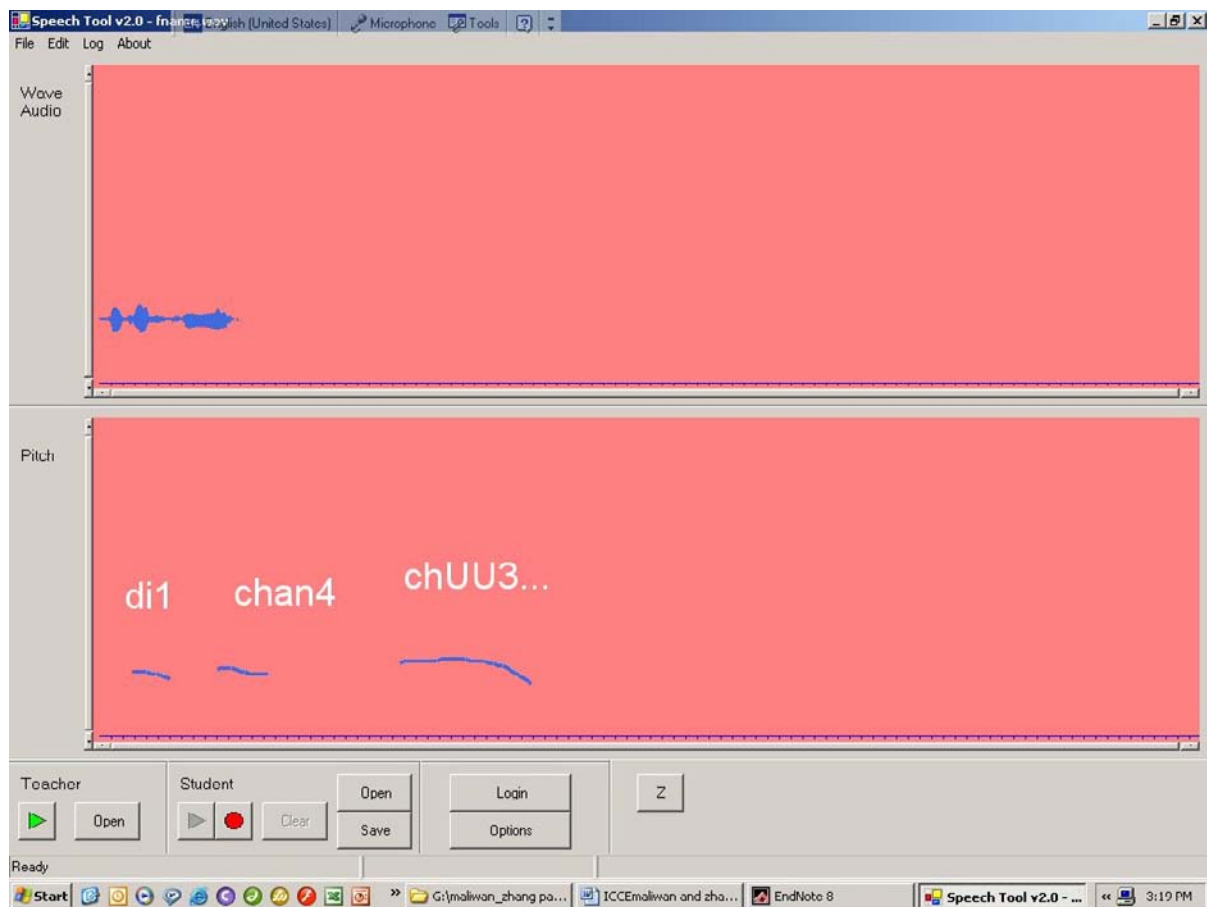 Speech Tool v2.0 - fname.wav
English (United States) Microphone Tools ?
File Edit Log About
Wave
Audio
Pitch
di1 chan4 chUU3...
Teacher
Open
Student
Clear
Open
Save
Login
Options
Z
Ready
Start » G:\maliwan_zhang pa... ICCEmaliwan and zha... EndNote 8 Speech Tool v2.0 - ... « 3:19 PM